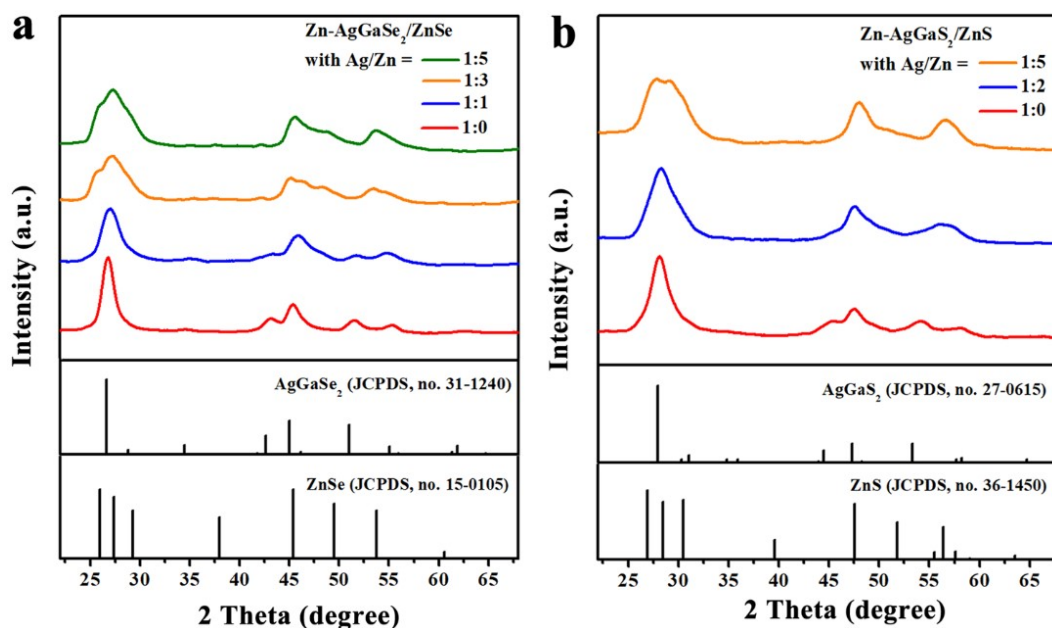 a
Zn-AgGaSe₂/ZnSe
with Ag/Zn =
1:5
1:3
1:1
1:0
Intensity (a.u.)
AgGaSe₂ (JCPDS, no. 31-1240)
ZnSe (JCPDS, no. 15-0105)
25 30 35 40 45 50 55 60 65
2 Theta (degree)
b
Zn-AgGaS₂/ZnS
with Ag/Zn =
1:5
1:2
1:0
Intensity (a.u.)
AgGaS₂ (JCPDS, no. 27-0615)
ZnS (JCPDS, no. 36-1450)
25 30 35 40 45 50 55 60 65
2 Theta (degree)